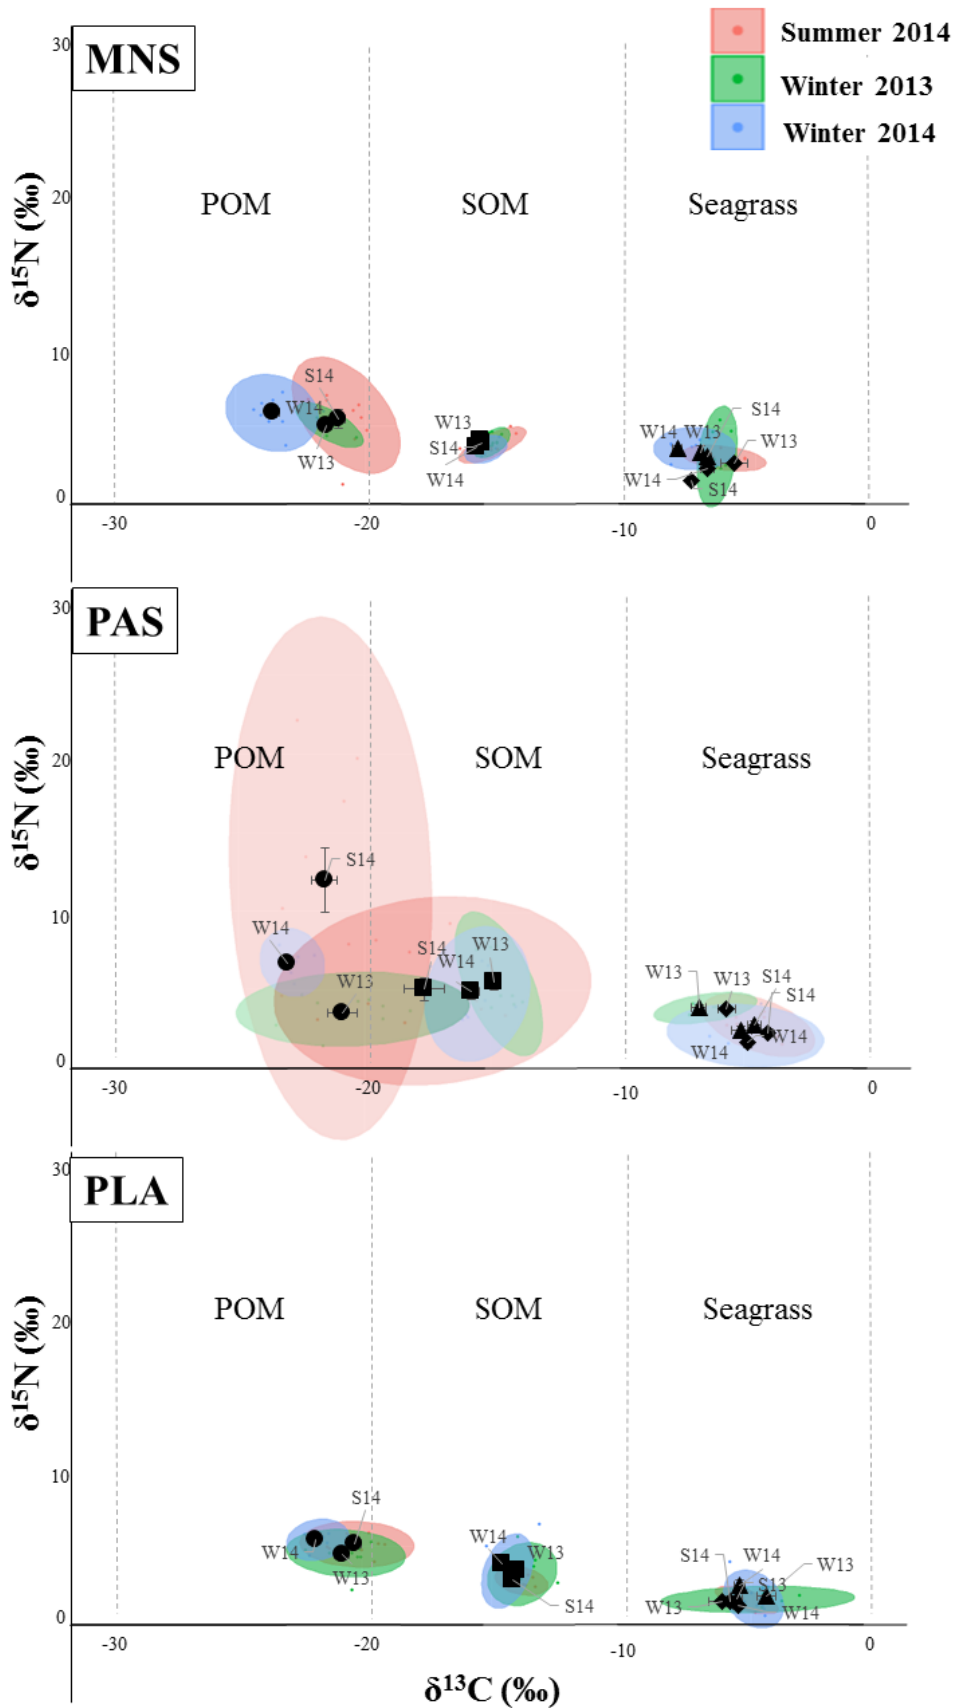 30
MNS
Summer 2014
Winter 2013
Winter 2014
20
POM
SOM
Seagrass
δ15N (‰)
10
S14
W14
W13
W13
S14
W14
S14
W14 W13
W13
W14
S14
0
-30
-20
-10
0
30
PAS
20
POM
SOM
Seagrass
δ15N (‰)
S14
10
W14
W13
S14
W14
W13
W13
W13
S14
S14
W14
W14
0
-30
-20
-10
0
30
PLA
20
POM
SOM
Seagrass
δ15N (‰)
10
S14
W14
W13
W14
W13
S14
S14
W14
W13
S13
W13
W14
0
-30
-20
-10
0
δ13C (‰)